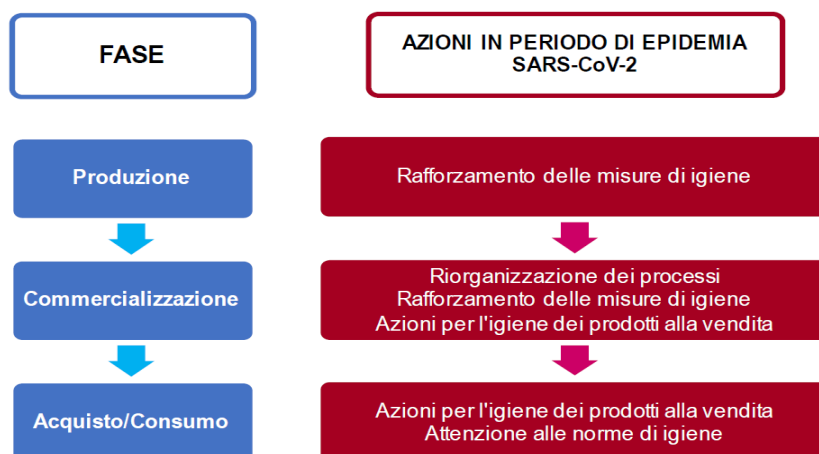 FASE
AZIONI IN PERIODO DI EPIDEMIA
SARS-CoV-2
Produzione
Rafforzamento delle misure di igiene
Commercializzazione
Riorganizzazione dei processi
Rafforzamento delle misure di igiene
Azioni per l'igiene dei prodotti alla vendita
Acquisto/Consumo
Azioni per l'igiene dei prodotti alla vendita
Attenzione alle norme di igiene